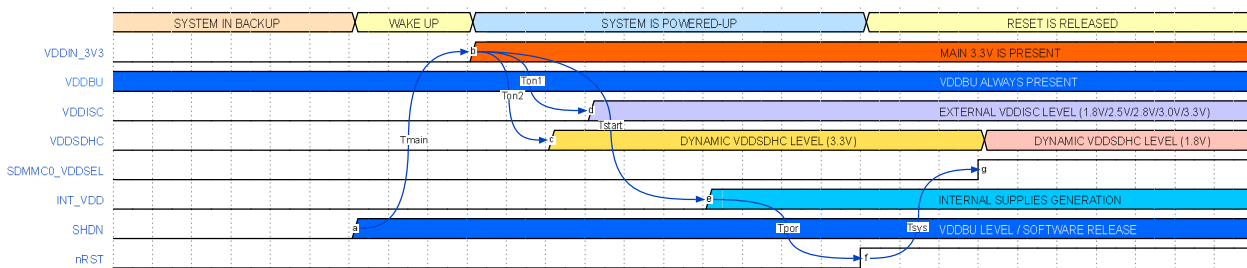 SYSTEM IN BACKUP WAKE UP SYSTEM IS POWERED-UP RESET IS RELEASED
VDDIN_3V3 b MAIN 3.3V IS PRESENT
VDDBU VDDBU ALWAYS PRESENT
Ton1
Ton2
VDDISC d EXTERNAL VDDISC LEVEL (1.8V/2.5V/2.8V/3.0V/3.3V)
Tstart
VDDSDHC Tmain c DYNAMIC VDDSDHC LEVEL (3.3V) DYNAMIC VDDSDHC LEVEL (1.8V)
SDMMC0_VDDSEL g
INT_VDD e INTERNAL SUPPLIES GENERATION
SHDN a Tpor Tsys VDDBU LEVEL / SOFTWARE RELEASE
nRST f